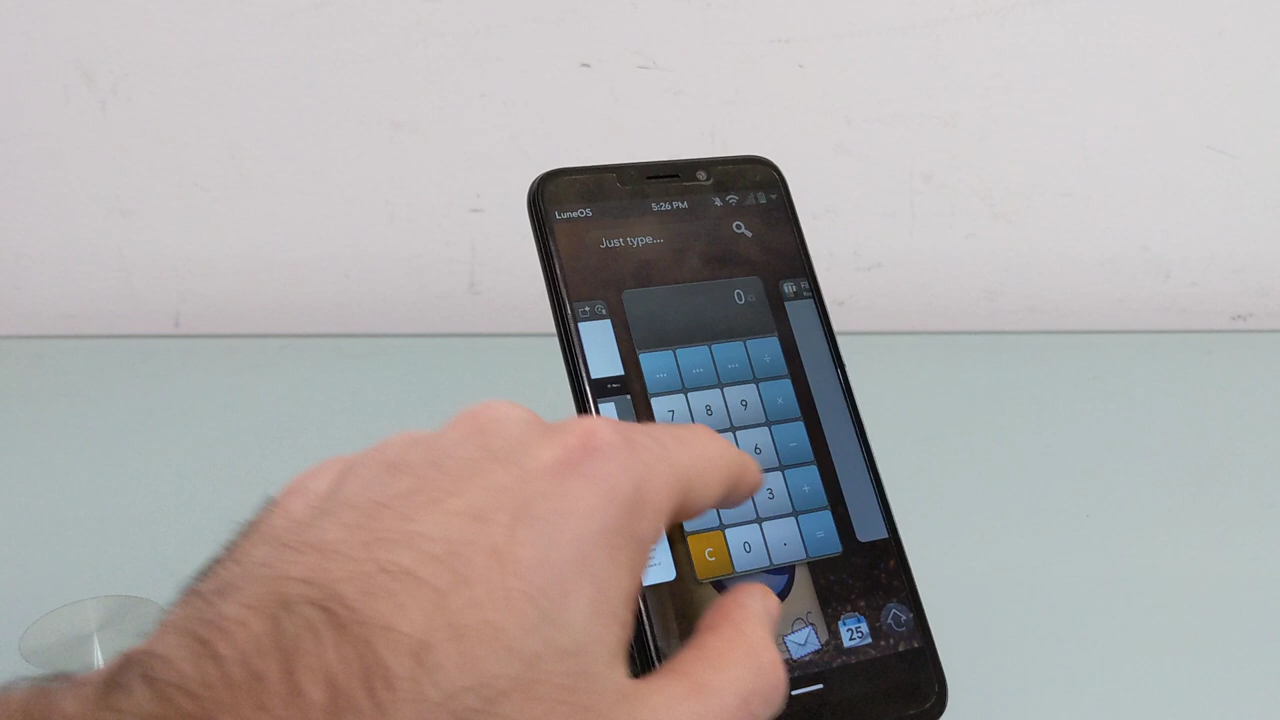 LuneOS 5:26 PM
Just type...
0
... ... ... ÷
7 8 9 ×
6 −
3 +
C 0 . =
25